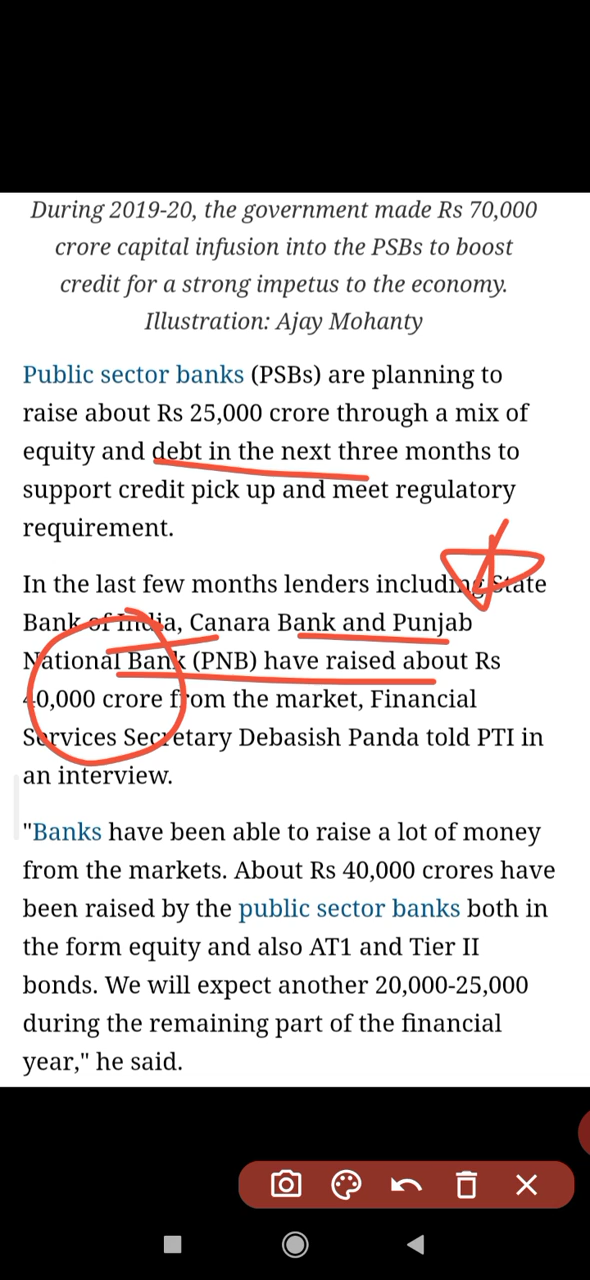 During 2019-20, the government made Rs 70,000
crore capital infusion into the PSBs to boost
credit for a strong impetus to the economy.
Illustration: Ajay Mohanty
Public sector banks (PSBs) are planning to
raise about Rs 25,000 crore through a mix of
equity and debt in the next three months to
support credit pick up and meet regulatory
requirement.
In the last few months lenders including State
Bank of India, Canara Bank and Punjab
National Bank (PNB) have raised about Rs
40,000 crore from the market, Financial
Services Secretary Debasish Panda told PTI in
an interview.
"Banks have been able to raise a lot of money
from the markets. About Rs 40,000 crores have
been raised by the public sector banks both in
the form equity and also AT1 and Tier II
bonds. We will expect another 20,000-25,000
during the remaining part of the financial
year," he said.